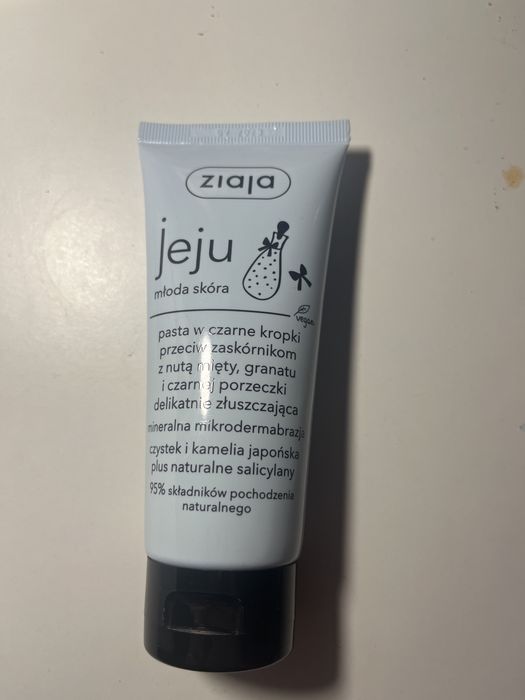 ziaja
jeju
młoda skóra
vegan
pasta w czarne kropki
przeciw zaskórnikom
z nutą mięty, granatu
i czarnej porzeczki
delikatnie złuszczająca
mineralna mikrodermabrazja
czystek i kamelia japońska
plus naturalne salicylany
95% składników pochodzenia
naturalnego